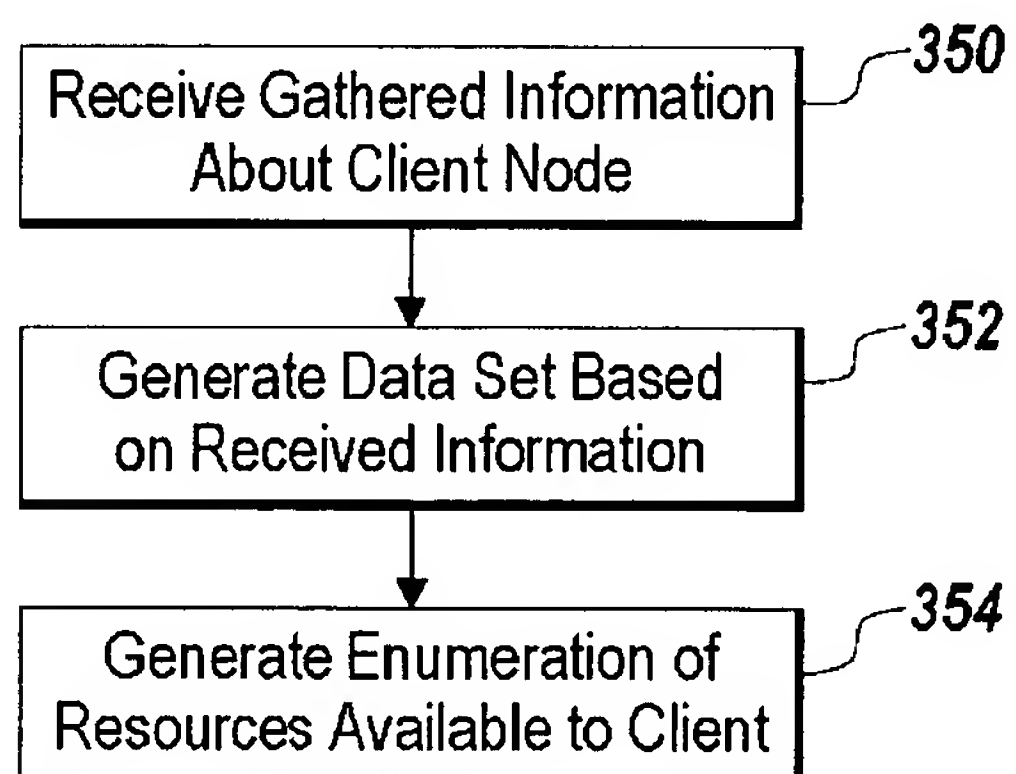 350
Receive Gathered Information
About Client Node
352
Generate Data Set Based
on Received Information
354
Generate Enumeration of
Resources Available to Client